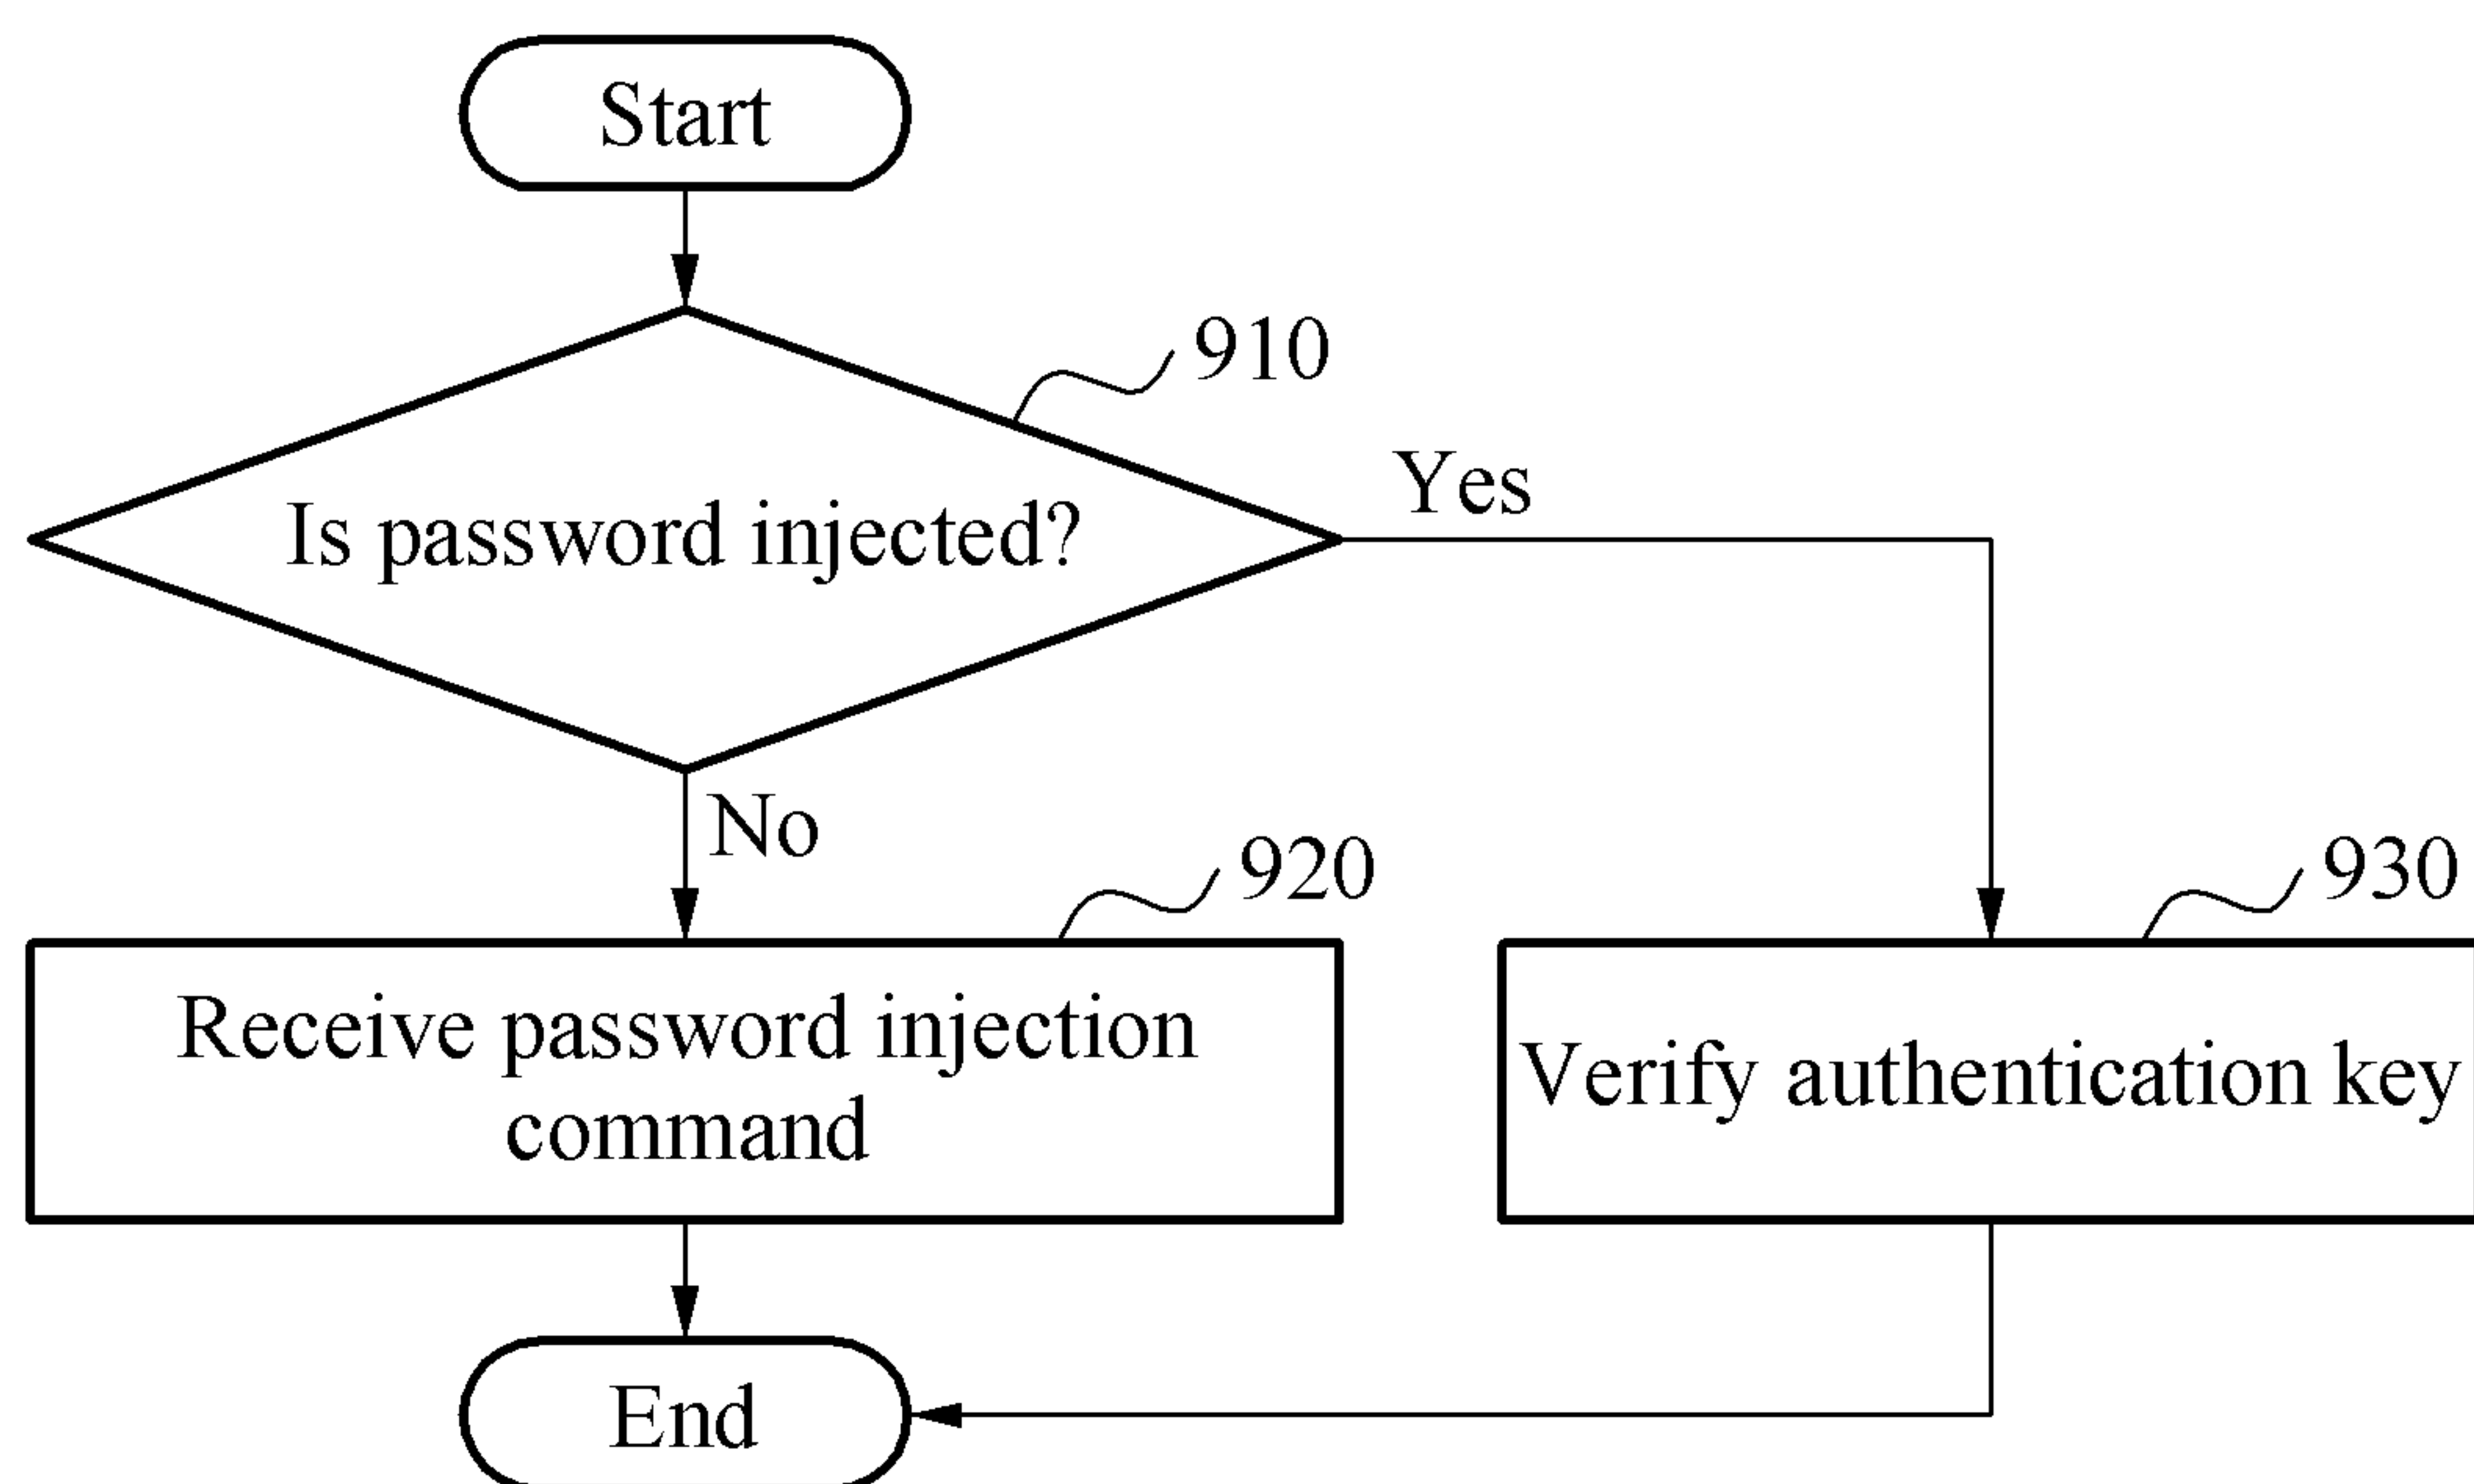 Start
910
Is password injected?
Yes
No
920
930
Receive password injection
command
Verify authentication key
End